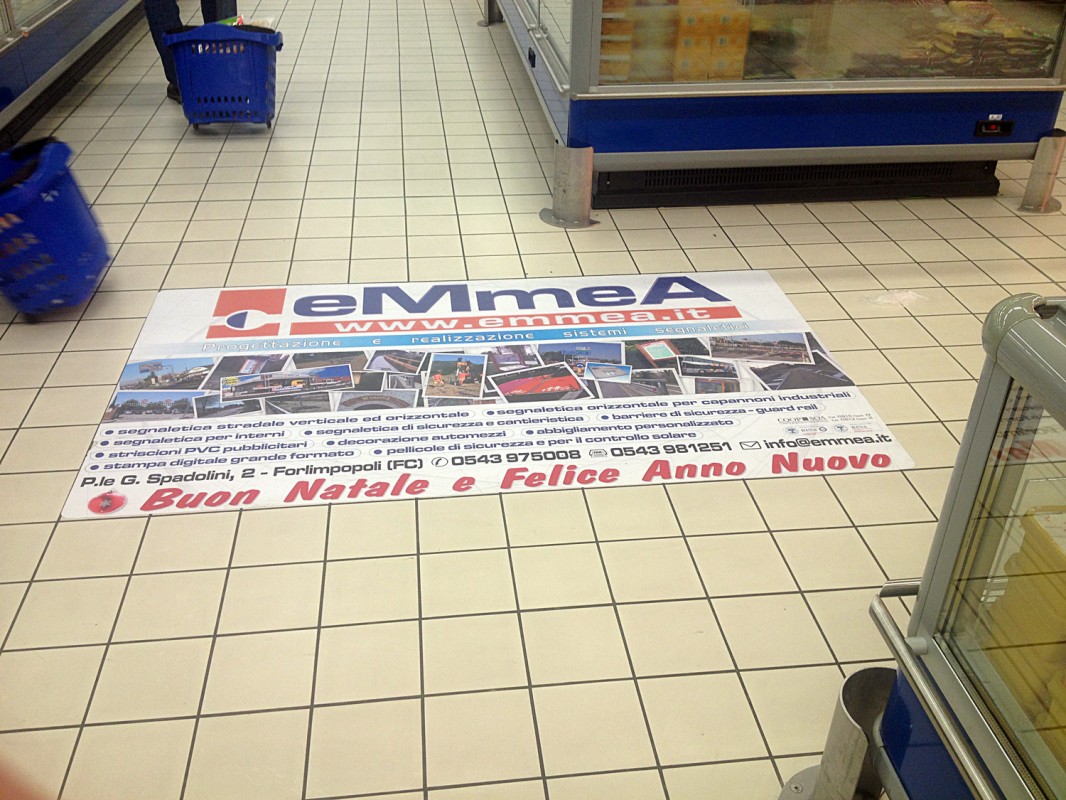 eMmeA
www.emmea.it
Progettazione e realizzazione sistemi segnaletici
• segnaletica stradale verticale ed orizzontale • segnaletica orizzontale per capannoni industriali
• segnaletica per interni • segnaletica di sicurezza e cantieristica • barriere di sicurezza - guard rail
• striscioni PVC pubblicitari • decorazione automezzi • abbigliamento personalizzato
• stampa digitale grande formato • pellicole di sicurezza e per il controllo solare
P.le G. Spadolini, 2 - Forlimpopoli (FC) 0543 975008 0543 981251 info@emmea.it
Buon Natale e Felice Anno Nuovo